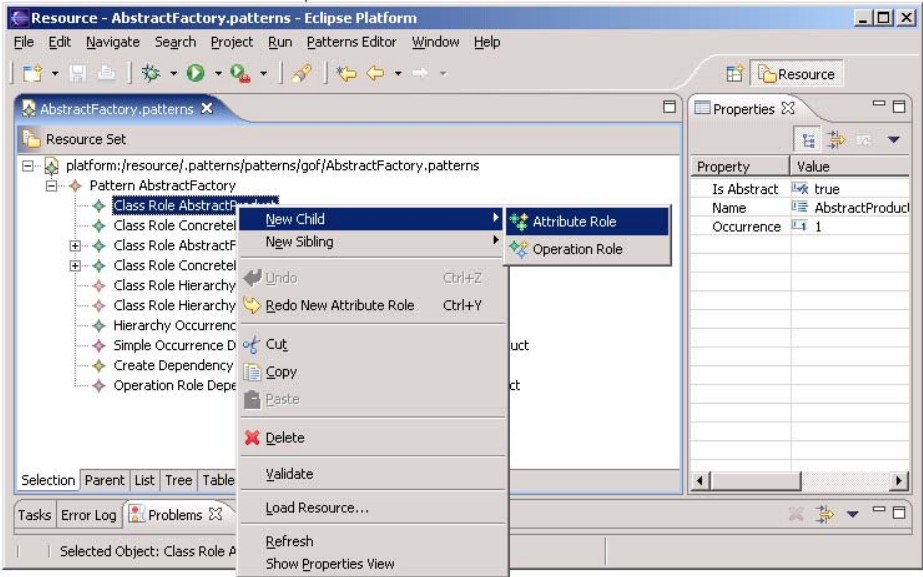 Resource - AbstractFactory.patterns - Eclipse Platform
File Edit Navigate Search Project Run Patterns Editor Window Help
Resource
AbstractFactory.patterns
Resource Set
platform:/resource/.patterns/patterns/gof/AbstractFactory.patterns
Pattern AbstractFactory
Class Role AbstractProduct
Class Role Concrete
Class Role AbstractF
Class Role Concrete
Class Role Hierarchy
Class Role Hierarchy
Hierarchy Occurrenc
Simple Occurrence D uct
Create Dependency
Operation Role Depe ct
New Child
New Sibling
Undo Ctrl+Z
Redo New Attribute Role Ctrl+Y
Cut
Copy
Paste
Delete
Validate
Load Resource...
Refresh
Show Properties View
Attribute Role
Operation Role
Selection Parent List Tree Table
Properties
Property Value
Is Abstract true
Name AbstractProduct
Occurrence 1
Tasks Error Log Problems
Selected Object: Class Role A